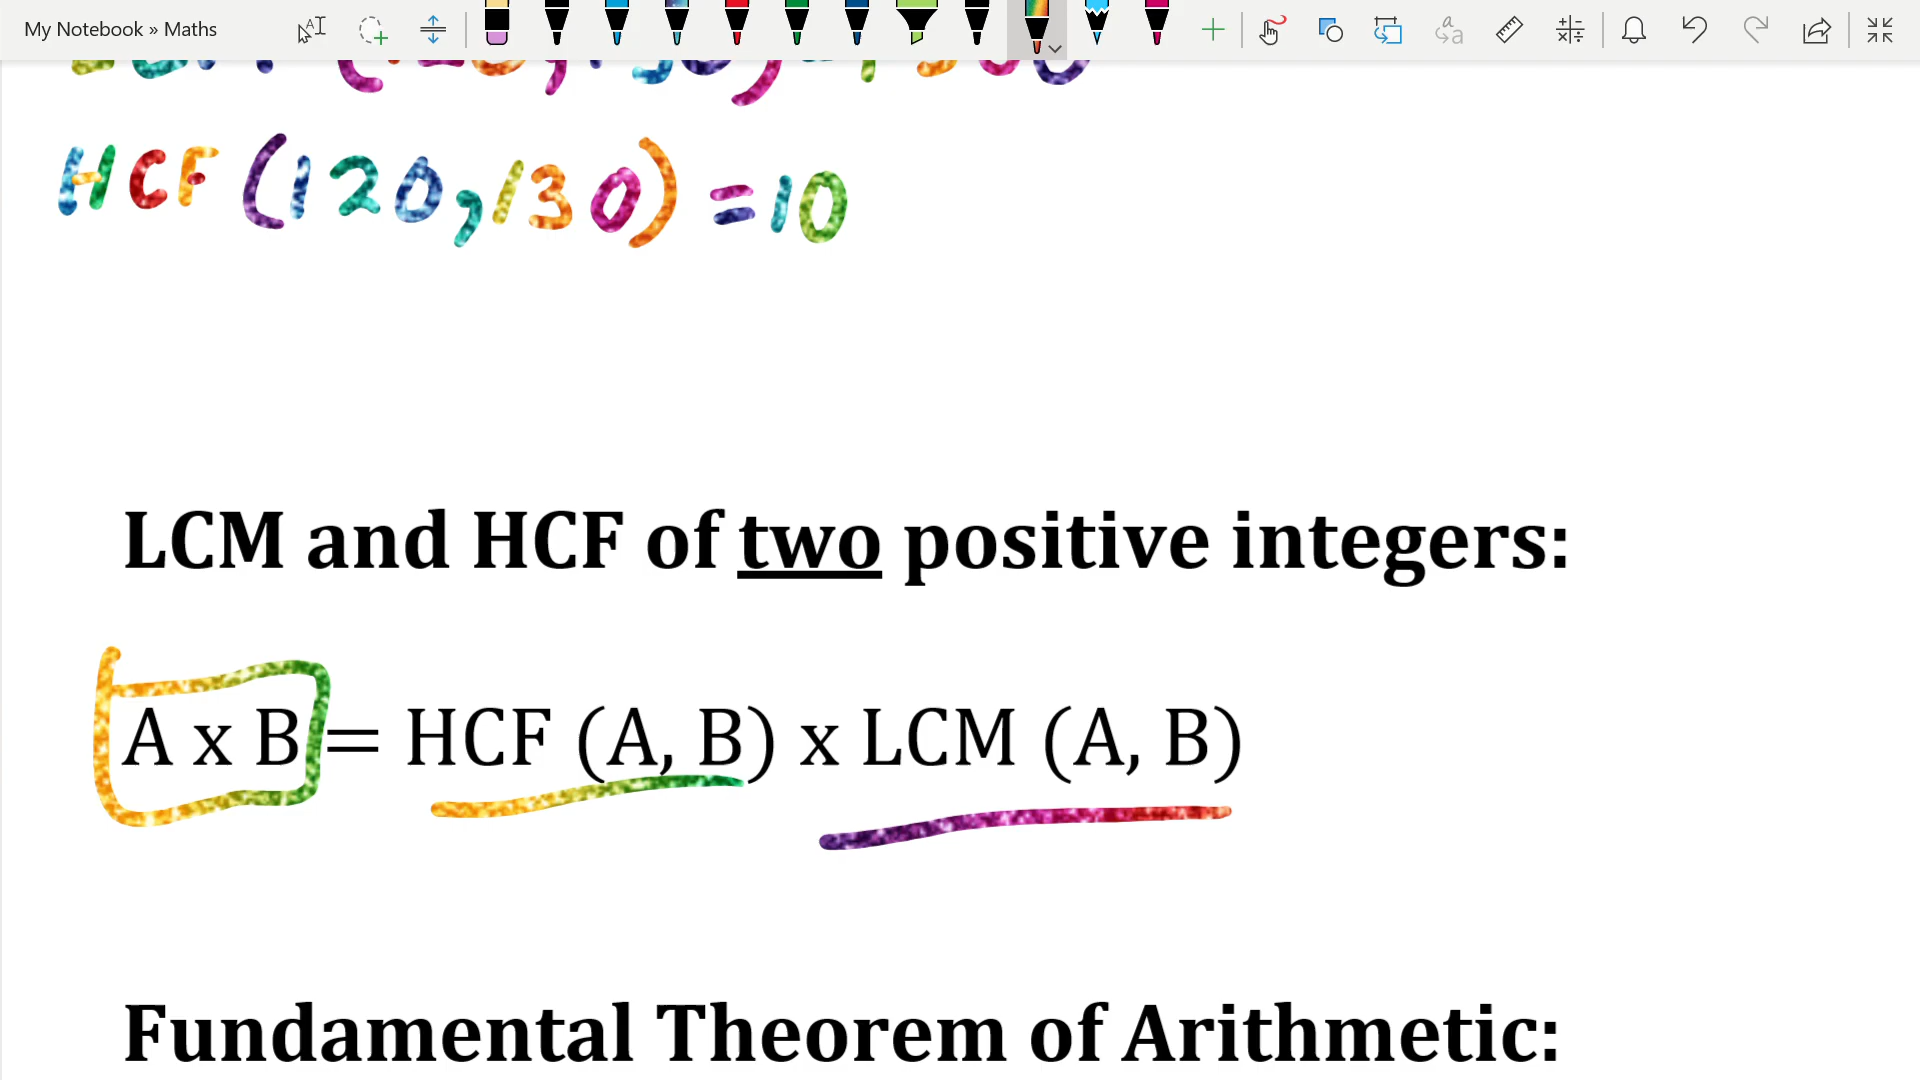 My Notebook » Maths
HCF (120,130) =10
LCM and HCF of two positive integers:
A x B = HCF (A, B) x LCM (A, B)
Fundamental Theorem of Arithmetic: